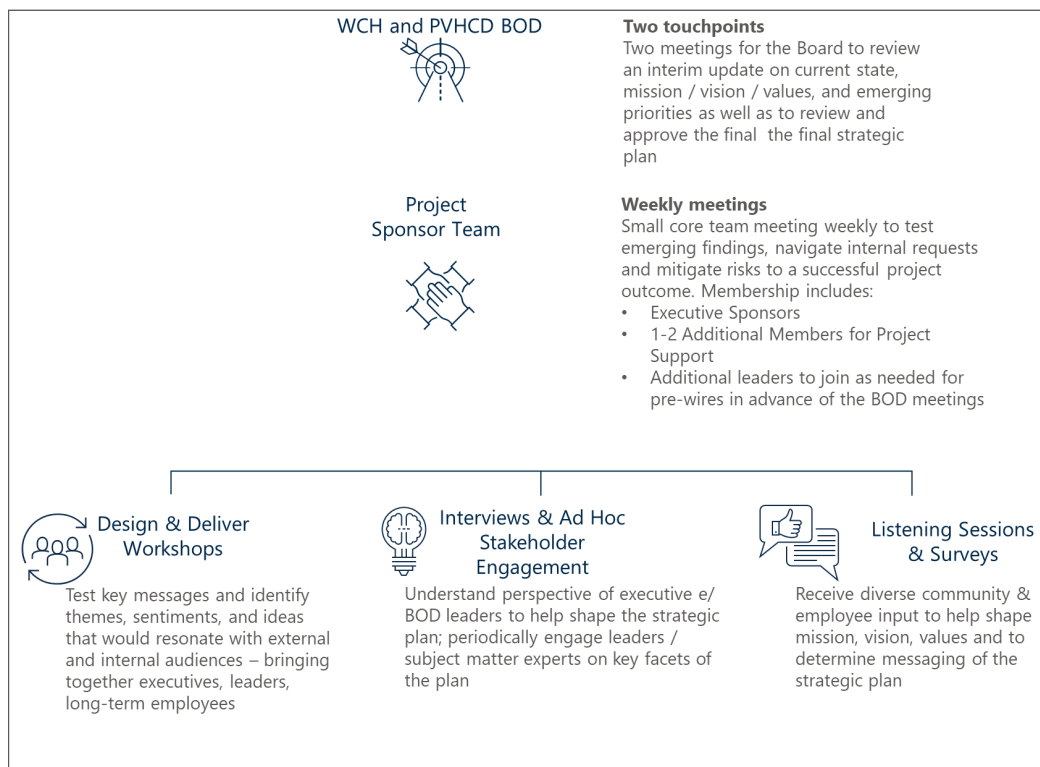 WCH and PVHCD BOD
Two touchpoints
Two meetings for the Board to review
an interim update on current state,
mission / vision / values, and emerging
priorities as well as to review and
approve the final  the final strategic
plan
Project
Sponsor Team
Weekly meetings
Small core team meeting weekly to test
emerging findings, navigate internal requests
and mitigate risks to a successful project
outcome. Membership includes:
• Executive Sponsors
• 1-2 Additional Members for Project
Support
• Additional leaders to join as needed for
pre-wires in advance of the BOD meetings
Design & Deliver
Workshops
Test key messages and identify
themes, sentiments, and ideas
that would resonate with external
and internal audiences – bringing
together executives, leaders,
long-term employees
Interviews & Ad Hoc
Stakeholder
Engagement
Understand perspective of executive e/
BOD leaders to help shape the strategic
plan; periodically engage leaders /
subject matter experts on key facets of
the plan
Listening Sessions
& Surveys
Receive diverse community &
employee input to help shape
mission, vision, values and to
determine messaging of the
strategic plan